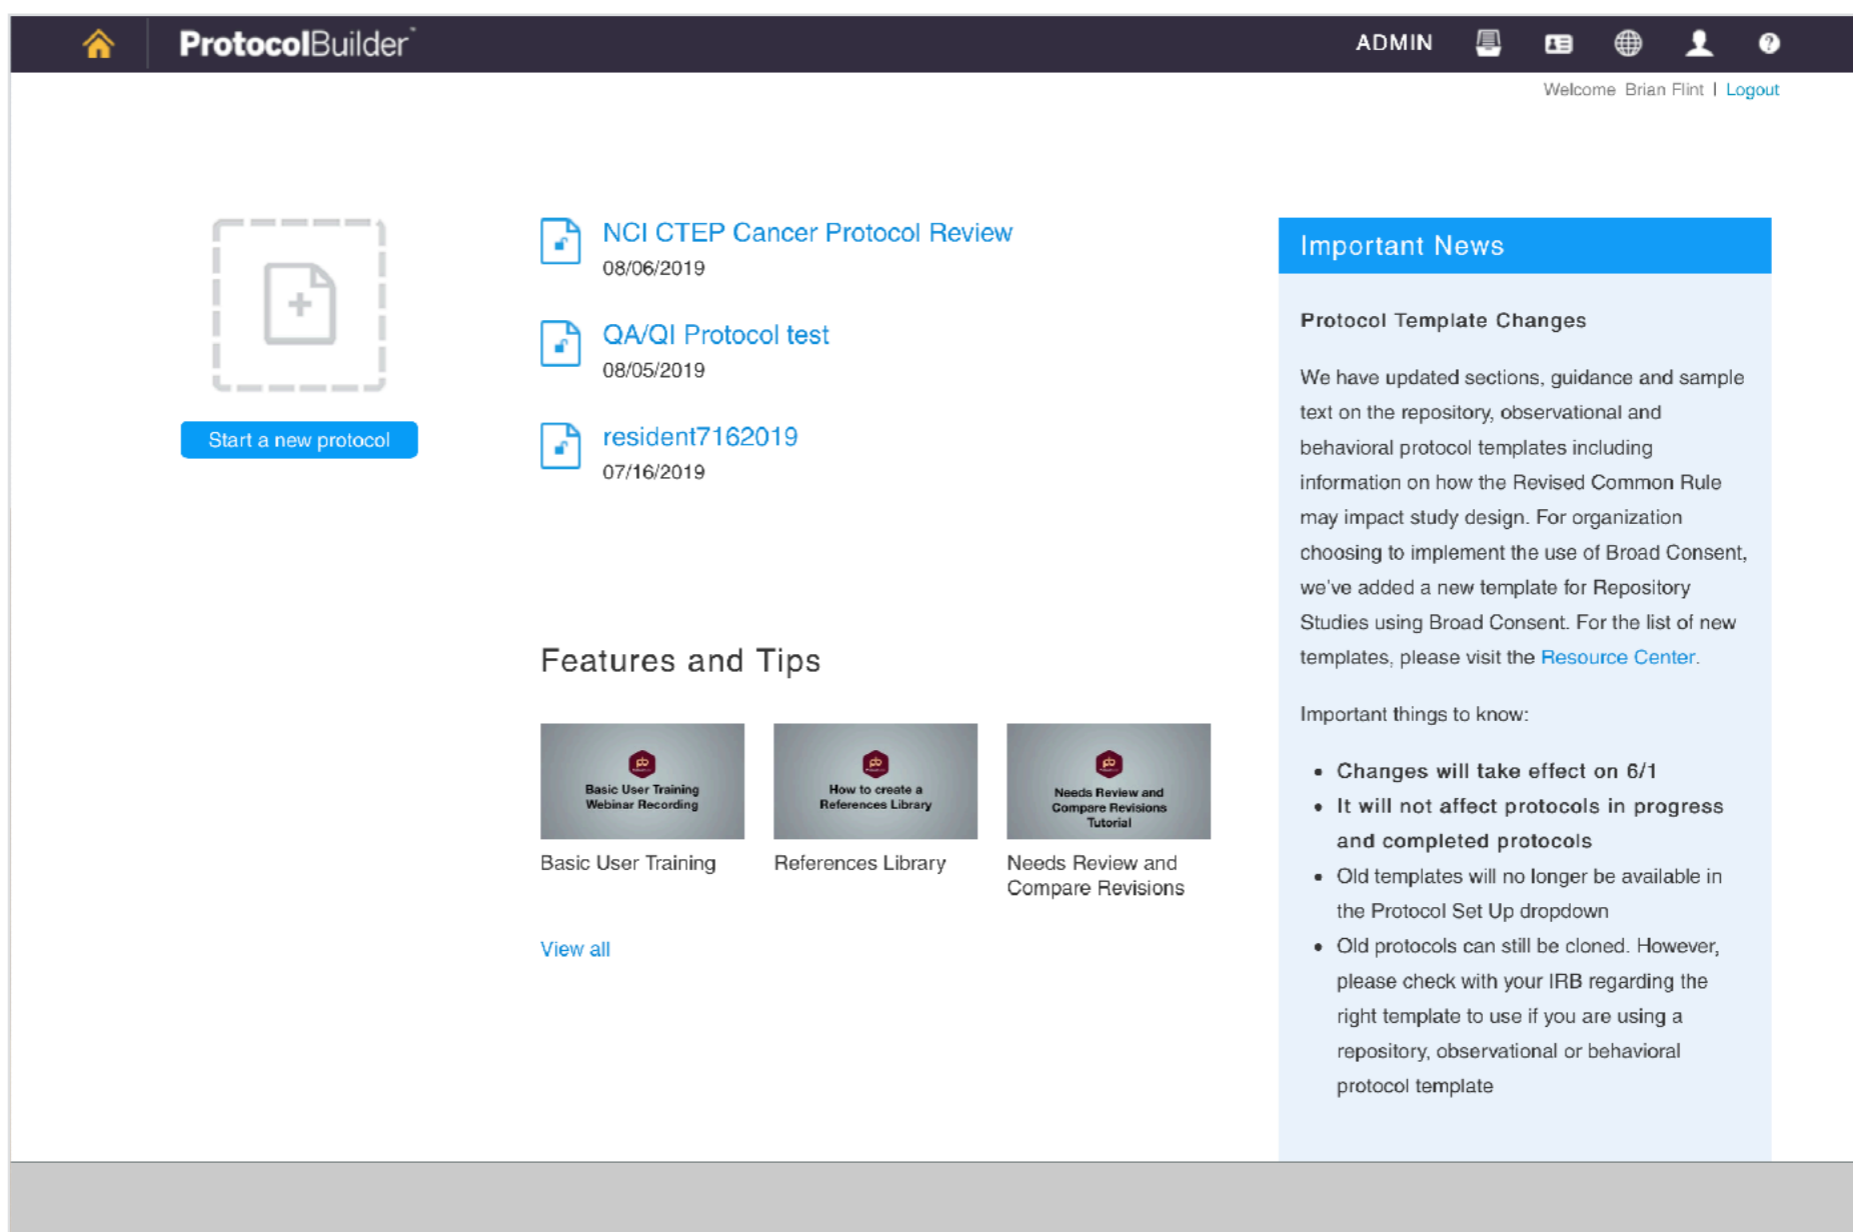 ProtocolBuilder™
ADMIN
Welcome Brian Flint | Logout
Start a new protocol
NCI CTEP Cancer Protocol Review
08/06/2019
QA/QI Protocol test
08/05/2019
resident7162019
07/16/2019
Features and Tips
Basic User Training
Webinar Recording
Basic User Training
How to create a
References Library
References Library
Needs Review and
Compare Revisions
Tutorial
Needs Review and
Compare Revisions
View all
Important News
Protocol Template Changes
We have updated sections, guidance and sample
text on the repository, observational and
behavioral protocol templates including
information on how the Revised Common Rule
may impact study design. For organization
choosing to implement the use of Broad Consent,
we've added a new template for Repository
Studies using Broad Consent. For the list of new
templates, please visit the Resource Center.
Important things to know:
• Changes will take effect on 6/1
• It will not affect protocols in progress
and completed protocols
• Old templates will no longer be available in
the Protocol Set Up dropdown
• Old protocols can still be cloned. However,
please check with your IRB regarding the
right template to use if you are using a
repository, observational or behavioral
protocol template